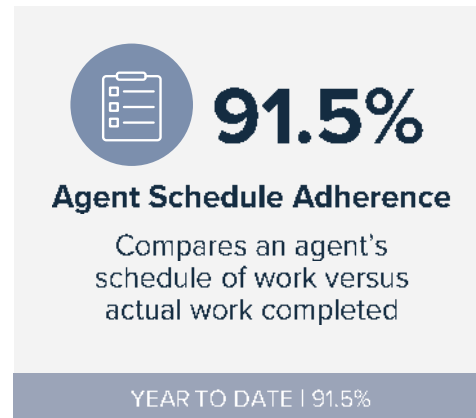 91.5%
Agent Schedule Adherence
Compares an agent's
schedule of work versus
actual work completed
YEAR TO DATE | 91.5%